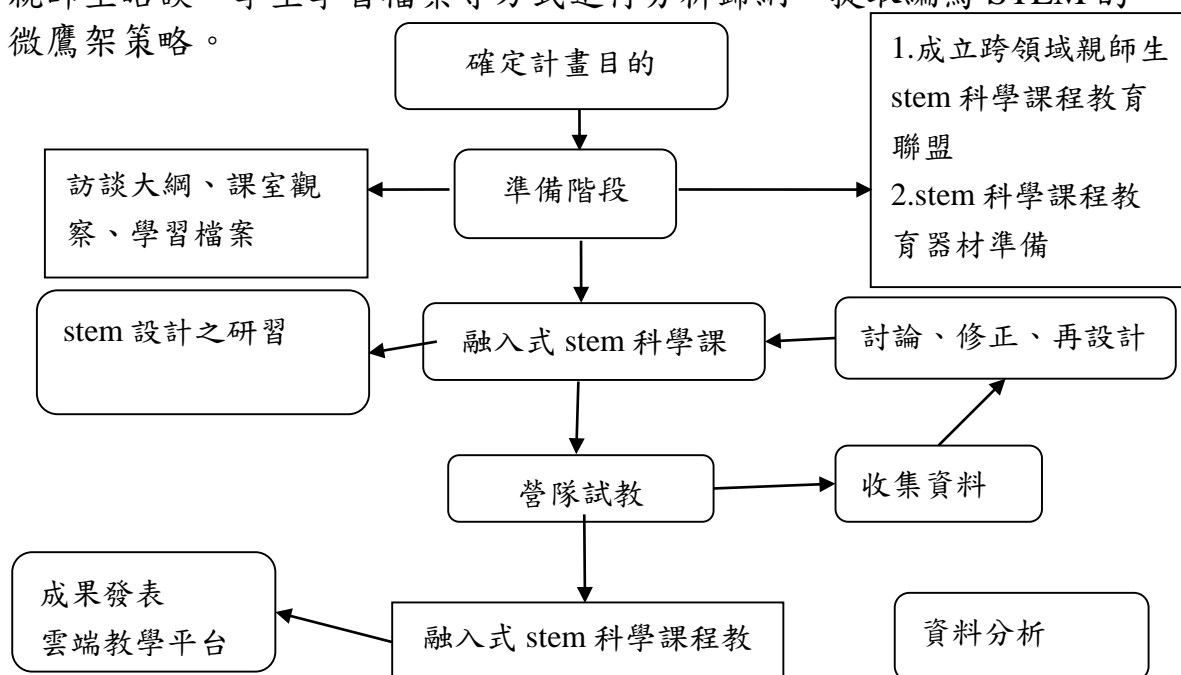 微鷹架策略。
確定計畫目的
1.成立跨領域親師生
stem 科學課程教育
聯盟
2.stem 科學課程教
育器材準備
訪談大綱、課室觀
察、學習檔案
準備階段
stem 設計之研習
融入式 stem 科學課
討論、修正、再設計
營隊試教
收集資料
成果發表
雲端教學平台
融入式 stem 科學課程教
資料分析